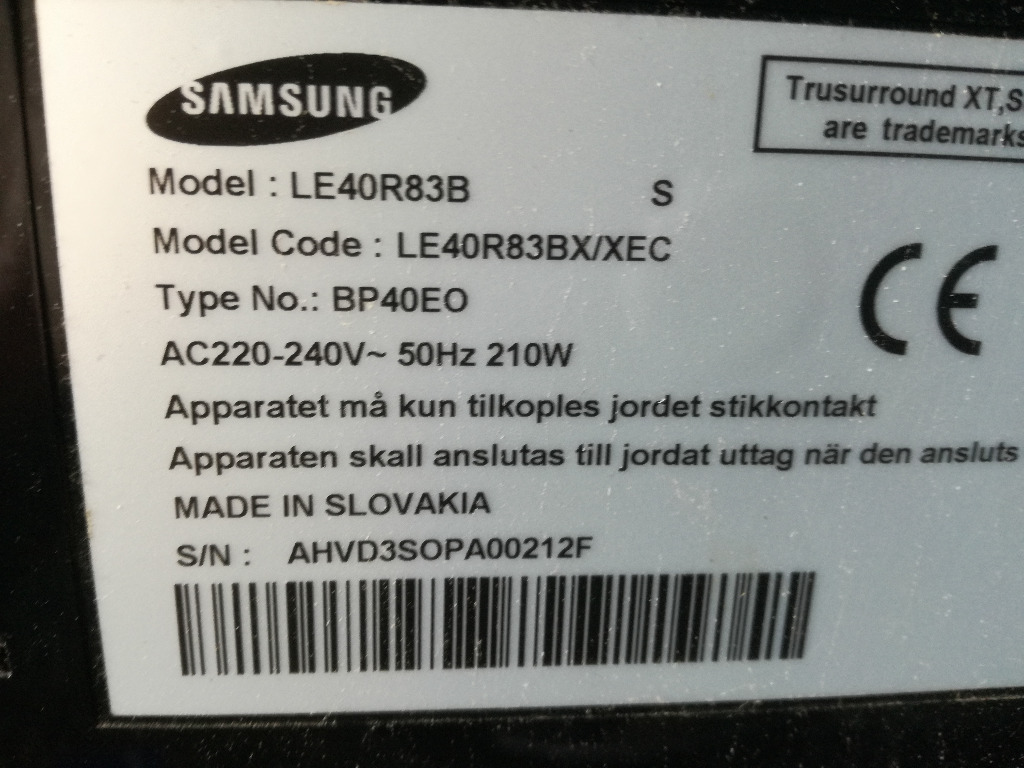 SAMSUNG
Trusurround XT,S
are trademarks
Model : LE40R83B S
Model Code : LE40R83BX/XEC
Type No.: BP40EO
AC220-240V~ 50Hz 210W
Apparatet må kun tilkoples jordet stikkontakt
Apparaten skall anslutas till jordat uttag när den ansluts
MADE IN SLOVAKIA
S/N : AHVD3SOPA00212F
CE